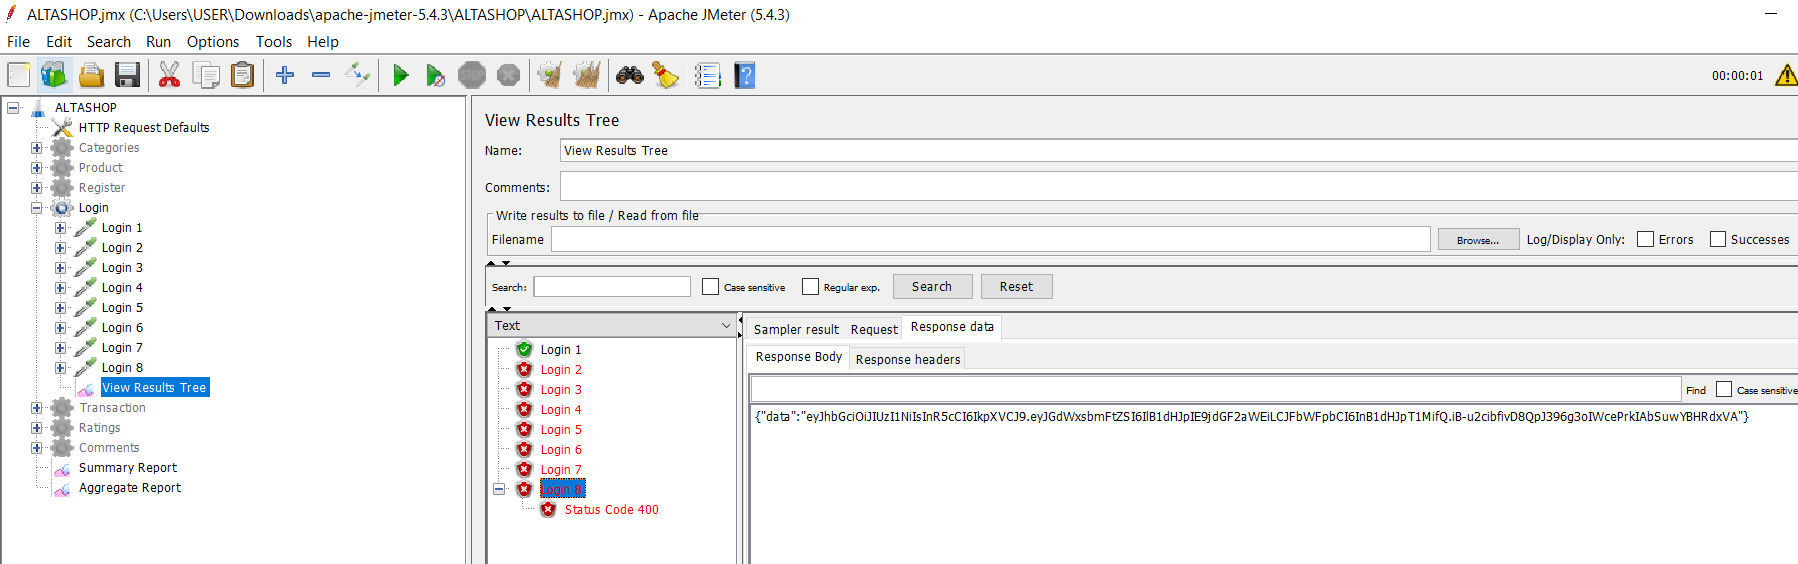 ALTASHOP.jmx (C:\Users\USER\Downloads\apache-jmeter-5.4.3\ALTASHOP\ALTASHOP.jmx) - Apache JMeter (5.4.3)
File Edit Search Run Options Tools Help
STOP
00:00:01
ALTASHOP
HTTP Request Defaults
Categories
Product
Register
Login
Login 1
Login 2
Login 3
Login 4
Login 5
Login 6
Login 7
Login 8
View Results Tree
Transaction
Ratings
Comments
Summary Report
Aggregate Report
View Results Tree
Name: View Results Tree
Comments:
Write results to file / Read from file
Filename Browse... Log/Display Only: Errors Successes
Search: Case sensitive Regular exp. Search Reset
Text
Login 1
Login 2
Login 3
Login 4
Login 5
Login 6
Login 7
Login 8
Status Code 400
Sampler result Request Response data
Response Body Response headers
Find Case sensitive
{"data":"eyJhbGciOiJIUzI1NiIsInR5cCI6IkpXVCJ9.eyJGdWxsbmFtZSI6IlB1dHJpIE9jdGF2aWEiLCJFbWFpbCI6InB1dHJpT1MifQ.iB-u2cibfivD8QpJ396g3oIWcePrkIAbSuwYBHRdxVA"}